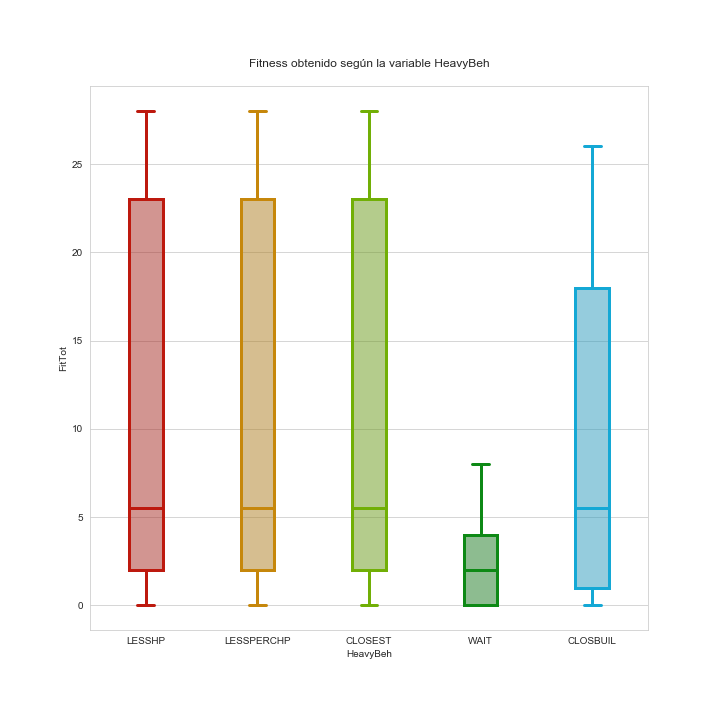 Fitness obtenido según la variable HeavyBeh
FitTot
25
20
15
10
5
0
LESSHP LESSPERCHP CLOSEST WAIT CLOSBUIL
HeavyBeh